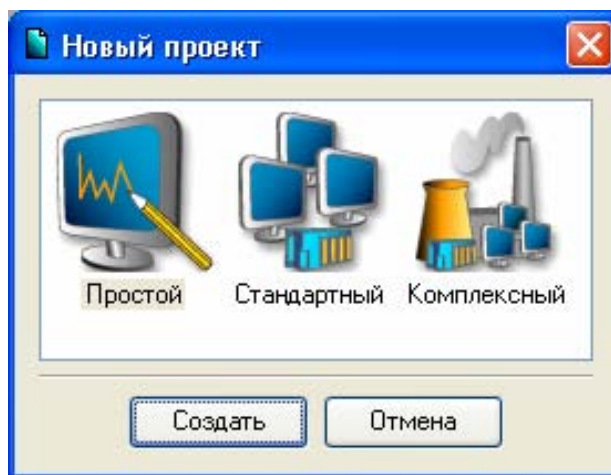 Новый проект
Простой Стандартный Комплексный
Создать Отмена